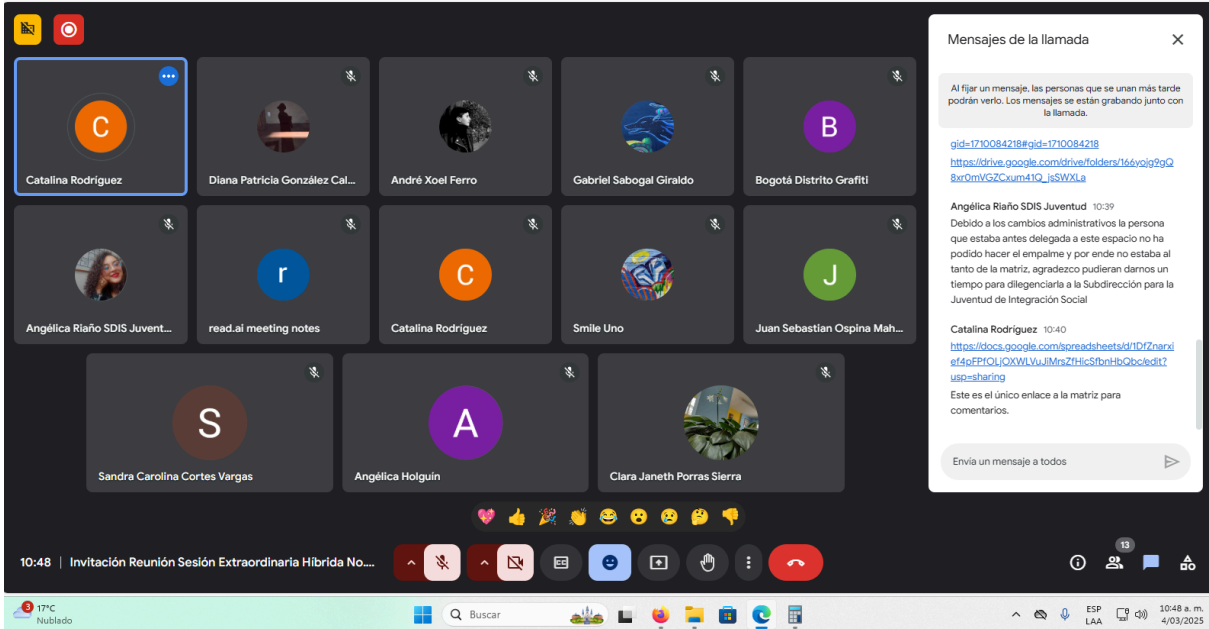 Catalina Rodríguez
Diana Patricia González Cal...
André Xoel Ferro
Gabriel Sabogal Giraldo
B
Bogotá Distrito Grafiti
C
Angélica Riaño SDIS Juvent...
r
read.ai meeting notes
C
Catalina Rodríguez
Smile Uno
J
Juan Sebastian Ospina Mah...
S
Sandra Carolina Cortes Vargas
A
Angélica Holguín
Clara Janeth Porras Sierra
Mensajes de la llamada
Al fijar un mensaje, las personas que se unan más tarde
podrán verlo. Los mensajes se están grabando junto con
la llamada.
gid=1710084218#gid=1710084218
https://drive.google.com/drive/folders/166yojg9gQ
8xr0mVGZCxum41Q_jsSWXLa
Angélica Riaño SDIS Juventud 10:39
Debido a los cambios administrativos la persona
que estaba antes delegada a este espacio no ha
podido hacer el empalme y por ende no estaba al
tanto de la matriz, agradezco pudieran darnos un
tiempo para dilegenciarla a la Subdirección para la
Juventud de Integración Social
Catalina Rodríguez 10:40
https://docs.google.com/spreadsheets/d/1DfZnarxi
ef4pFPfOLjOXWLVuJiMrsZfHicSfbnHbQbc/edit?
usp=sharing
Este es el único enlace a la matriz para
comentarios.
Envía un mensaje a todos
10:48 | Invitación Reunión Sesión Extraordinaria Híbrida No....
13
3
17°C
Nublado
Buscar
ESP
LAA
10:48 a. m.
4/03/2025